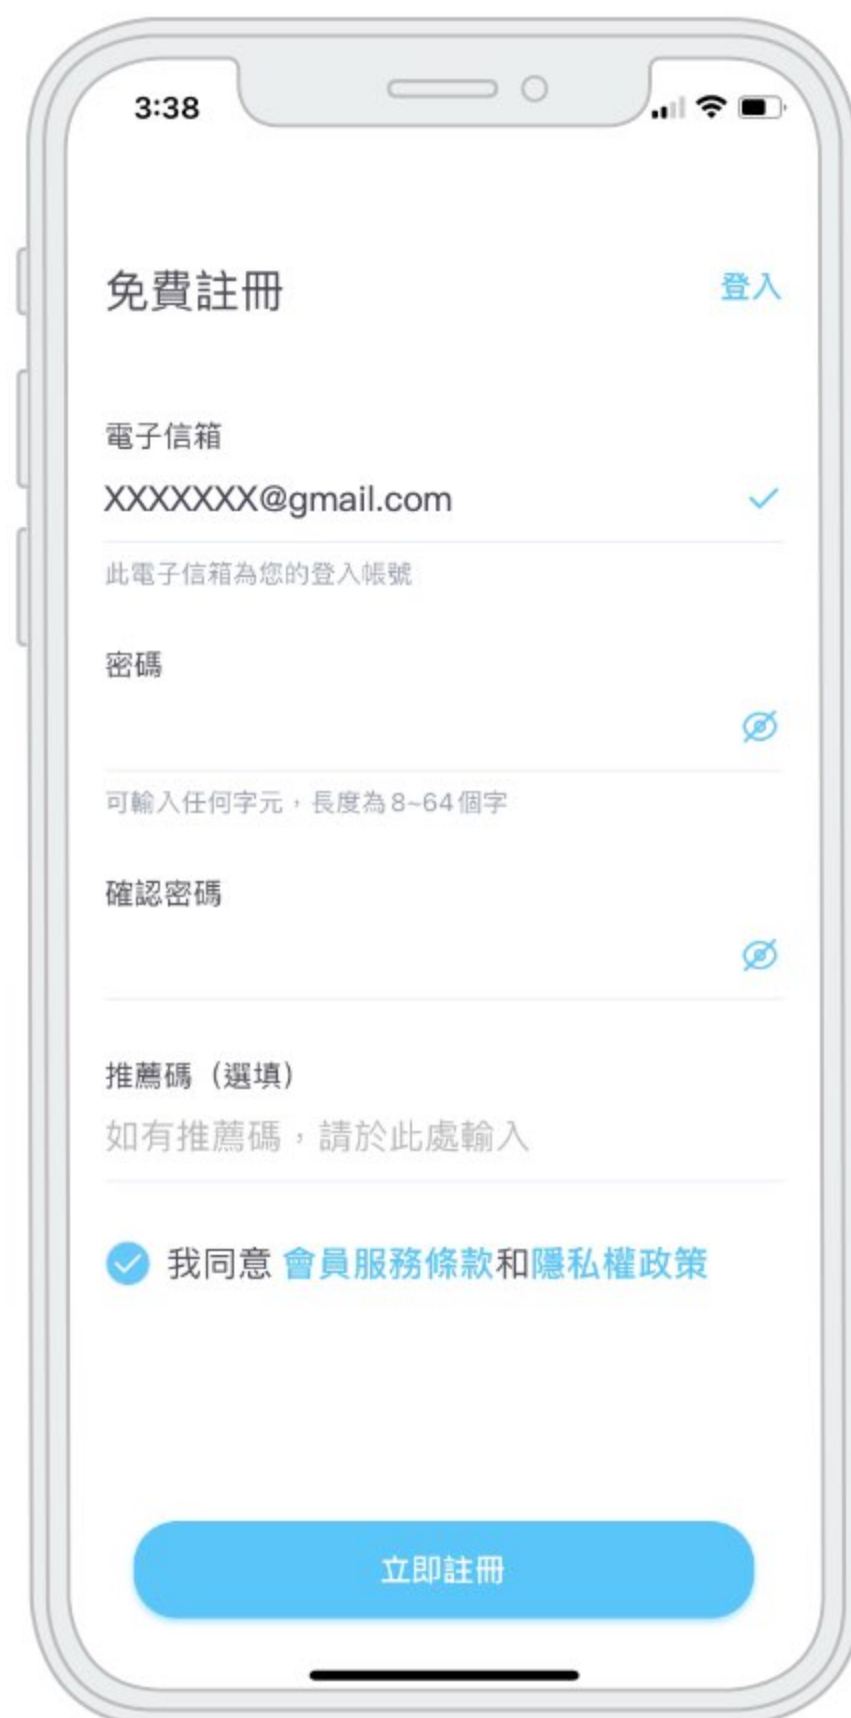 3:38
免費註冊
登入
電子信箱
XXXXXXX@gmail.com
此電子信箱為您的登入帳號
密碼
可輸入任何字元，長度為8~64個字
確認密碼
推薦碼（選填）
如有推薦碼，請於此處輸入
我同意 會員服務條款和隱私權政策
立即註冊